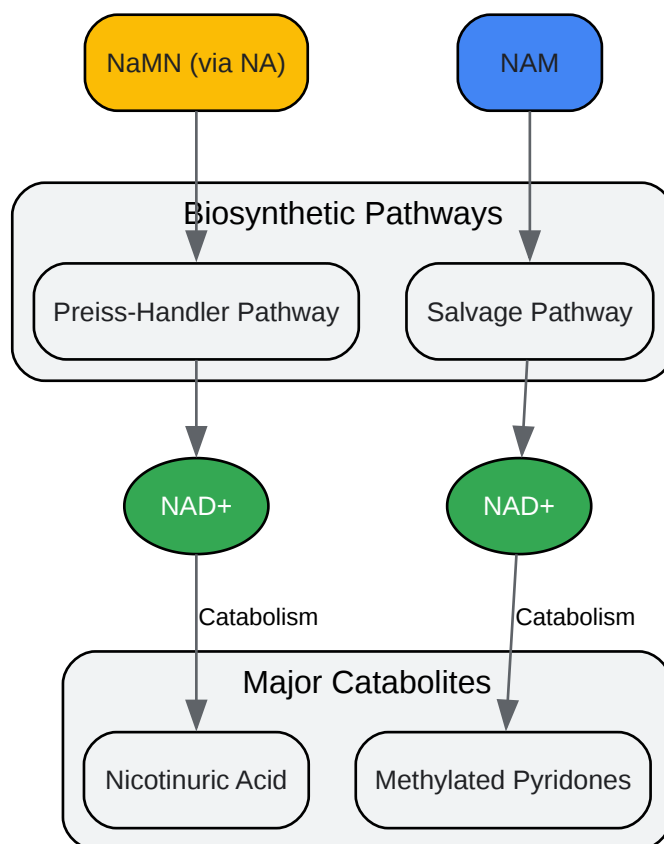 NaMN (via NA)
NAM
Biosynthetic Pathways
Preiss-Handler Pathway
Salvage Pathway
NAD+
NAD+
Catabolism
Catabolism
Major Catabolites
Nicotinuric Acid
Methylated Pyridones